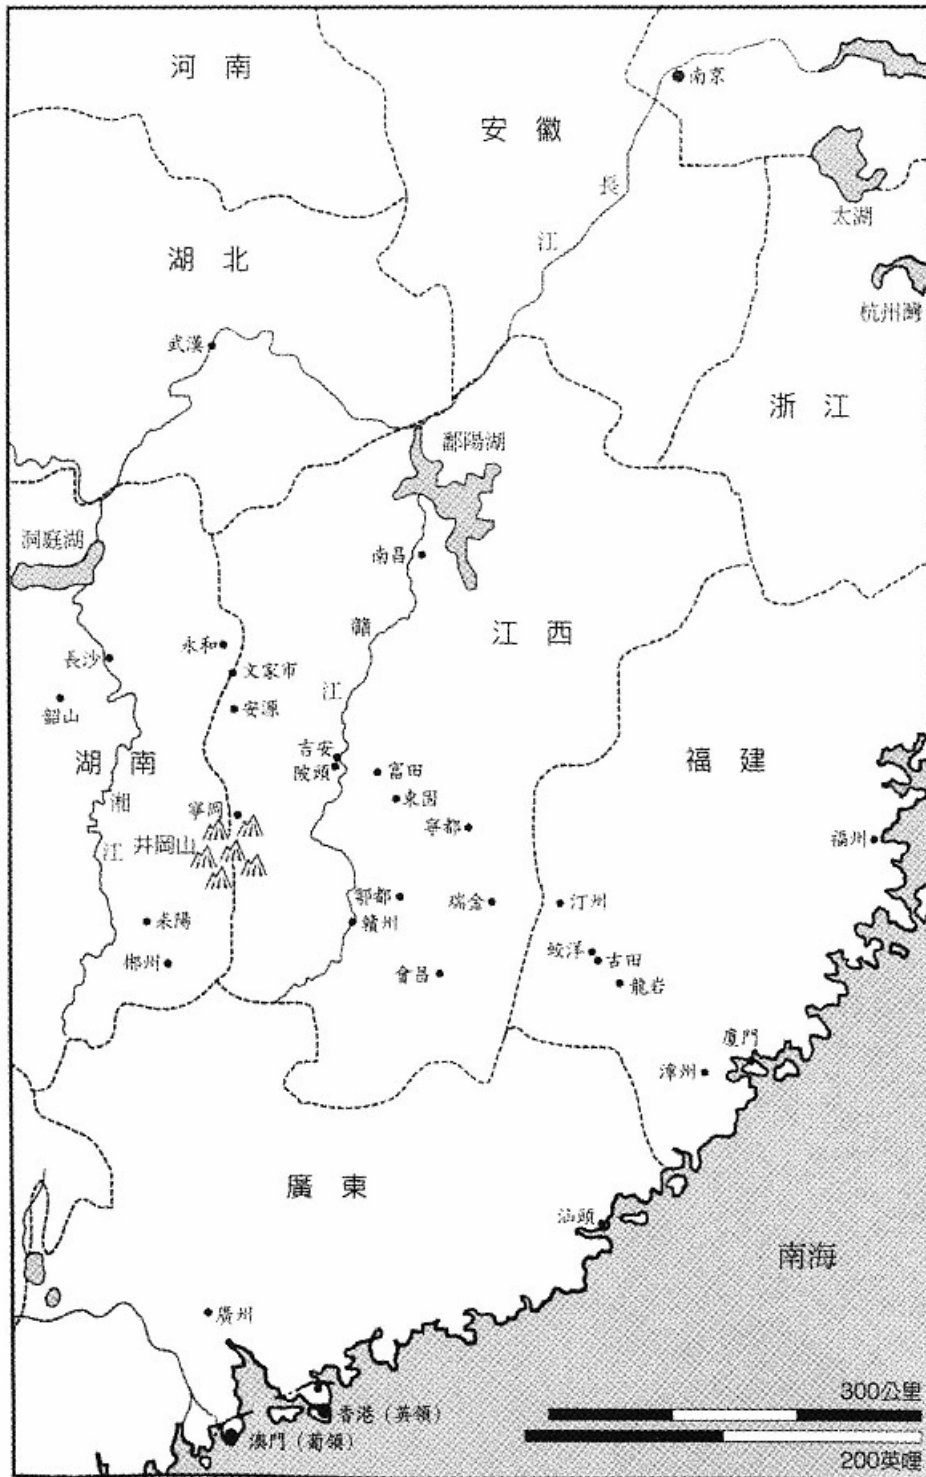 河南
南京
安徽
長江
太湖
湖北
杭州灣
武漢
浙江
鄱陽湖
洞庭湖
南昌
贛江
江西
永和
長沙
文家市
韶山
安源
吉安
陂頭
湖南
富田
福建
湘江
東固
寧岡
寧都
福州
井岡山
鄂都
瑞金
汀州
耒陽
贛州
蛟洋
古田
郴州
會昌
龍岩
廈門
漳州
廣東
汕頭
南海
廣州
300公里
香港（英領）
澳門（葡領）
200英哩